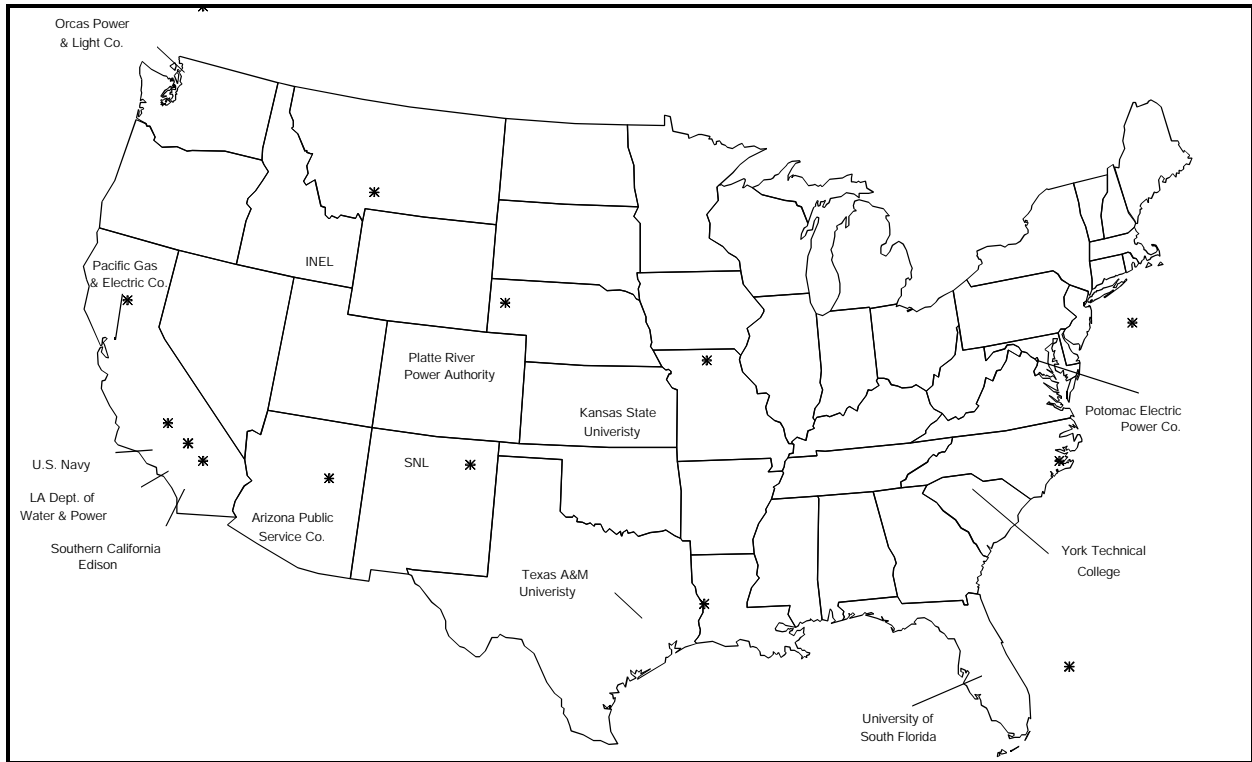 Orcas Power
& Light Co.
INEL
Pacific Gas
& Electric Co.
Platte River
Power Authority
Kansas State
Univeristy
Potomac Electric
Power Co.
U.S. Navy
SNL
LA Dept. of
Water & Power
Arizona Public
Service Co.
Southern California
Edison
York Technical
College
Texas A&M
Univeristy
University of
South Florida